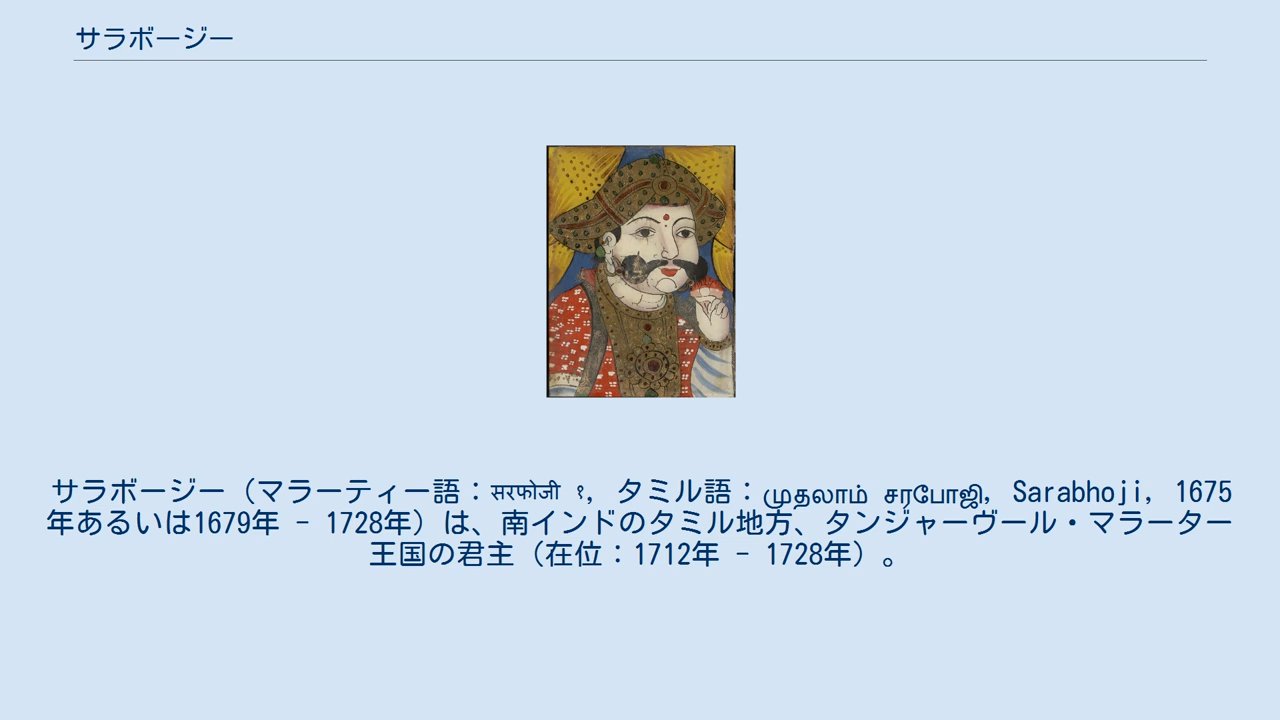 サラボージー
サラボージー（マラーティー語：सरफोजी १, タミル語：முதலாம் சரபோஜி, Sarabhoji, 1675
年あるいは1679年 - 1728年）は、南インドのタミル地方、タンジャーヴール・マラーター
王国の君主（在位：1712年 - 1728年）。